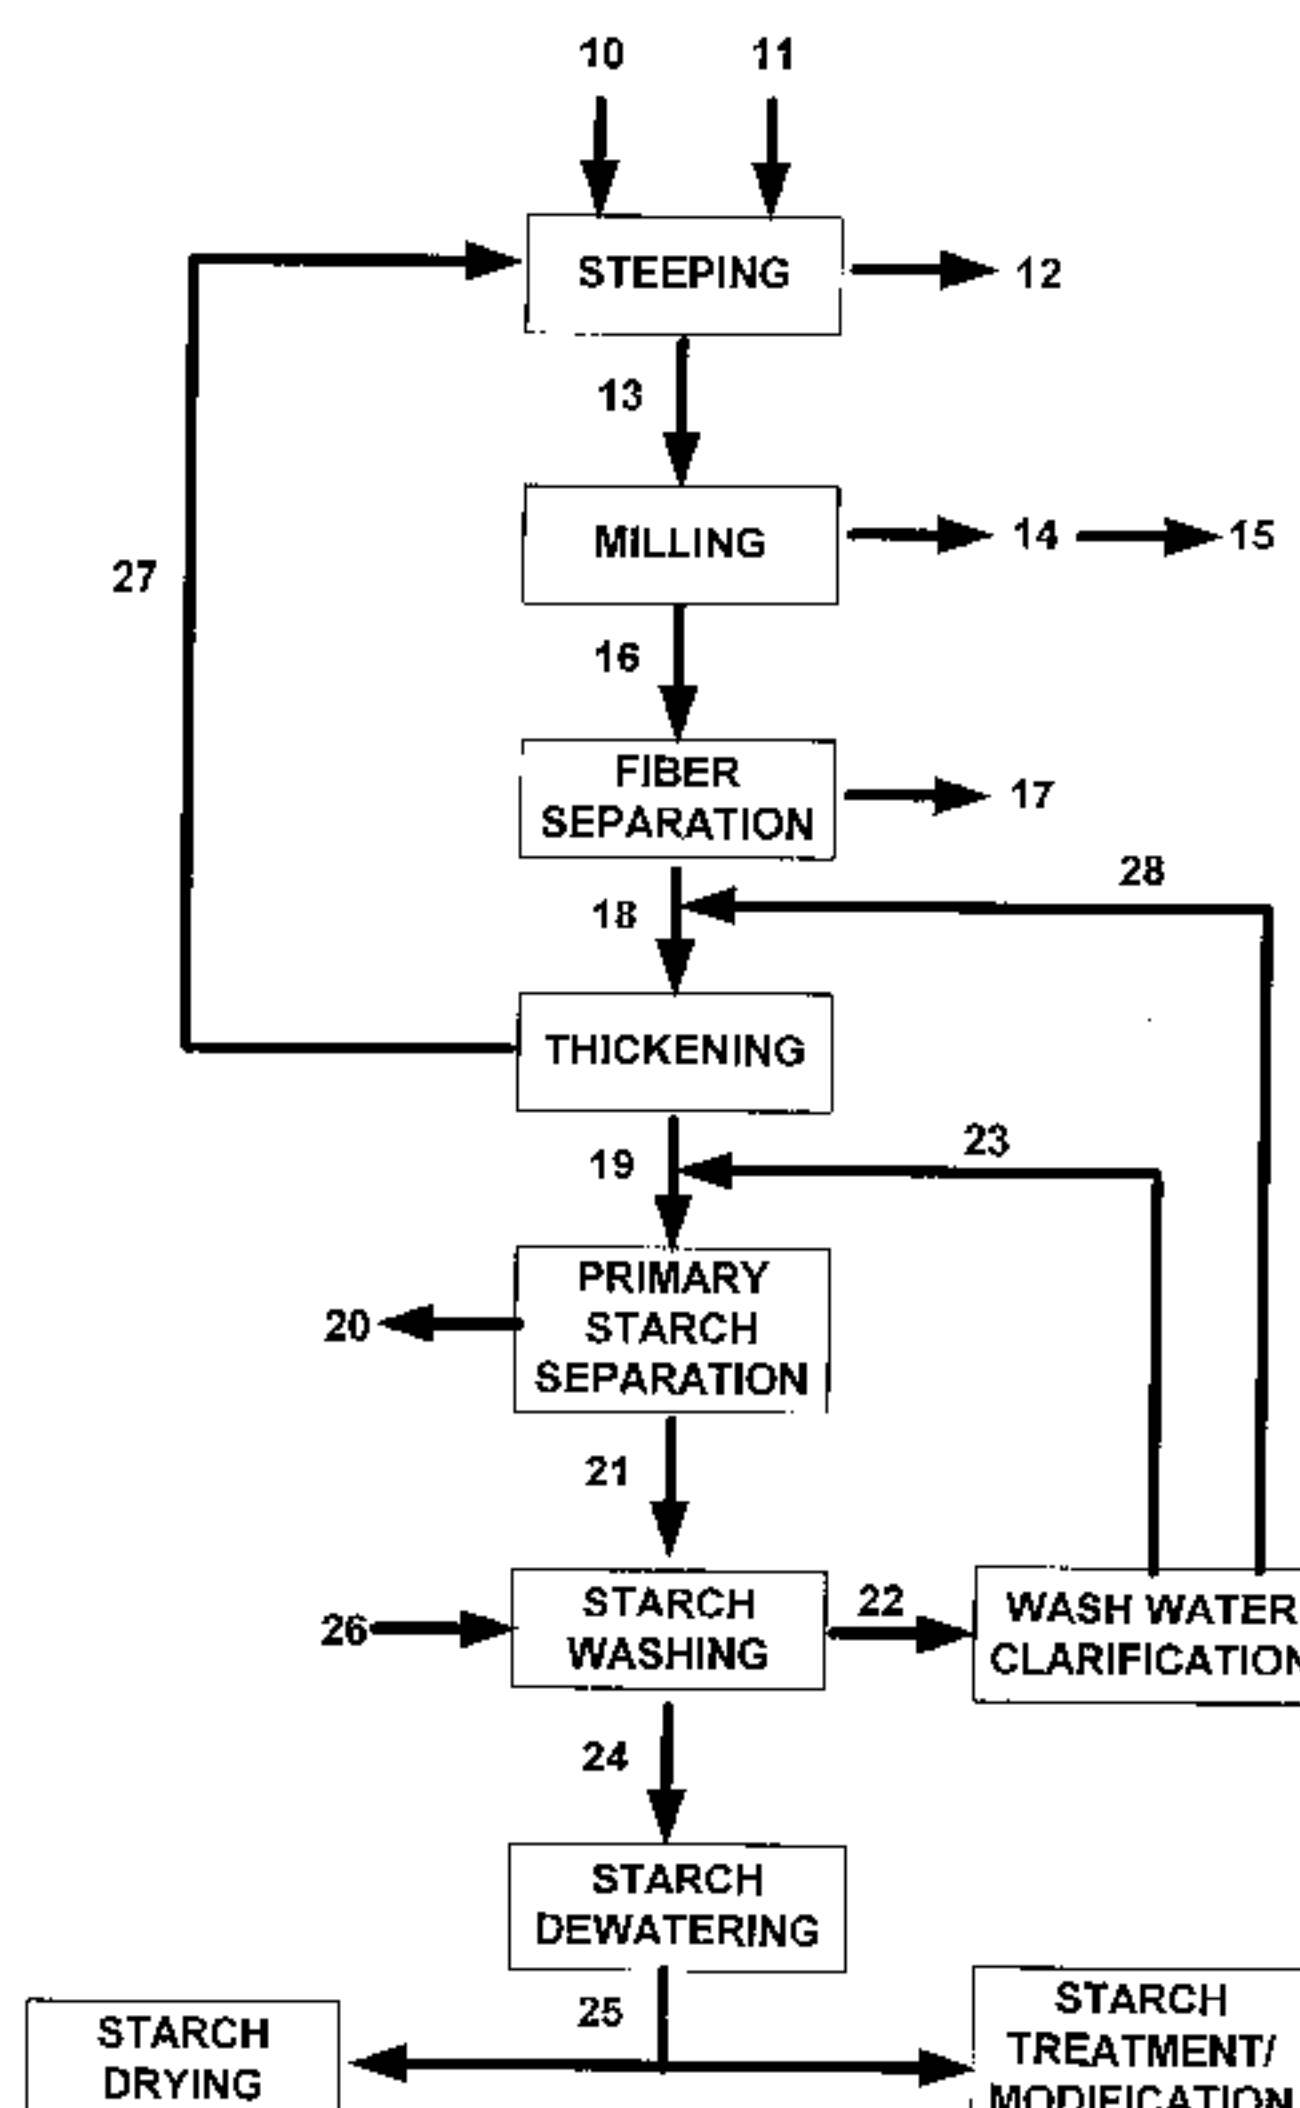 10 11
STEEPING 12
13
MILLING 14 15
27
16
FIBER
SEPARATION
17
28
18
THICKENING
23
19
PRIMARY
STARCH
SEPARATION
20
21
STARCH
WASHING
26
22
WASH WATER
CLARIFICATION
24
STARCH
DEWATERING
25
STARCH
DRYING
STARCH
TREATMENT/
MODIFICATION